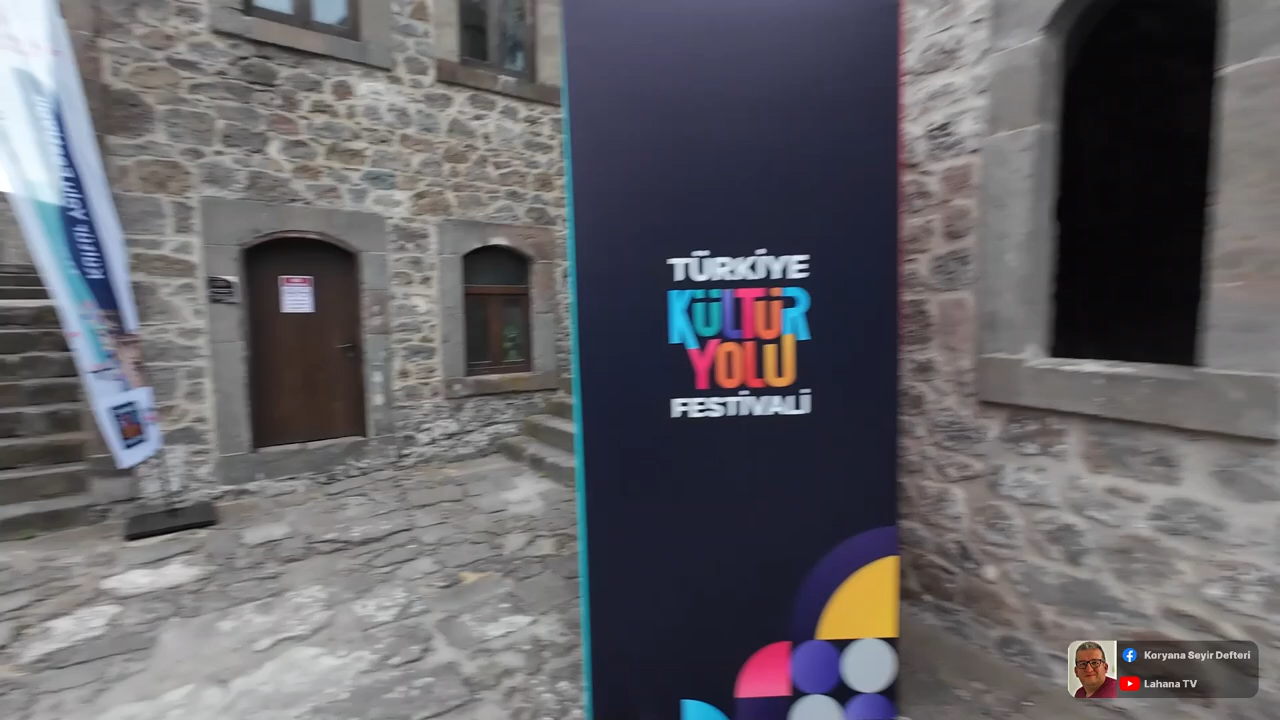 TÜRKİYE
KÜLTÜR
YOLU
FESTİVALİ
Koryana Seyir Defteri
Lahana TV